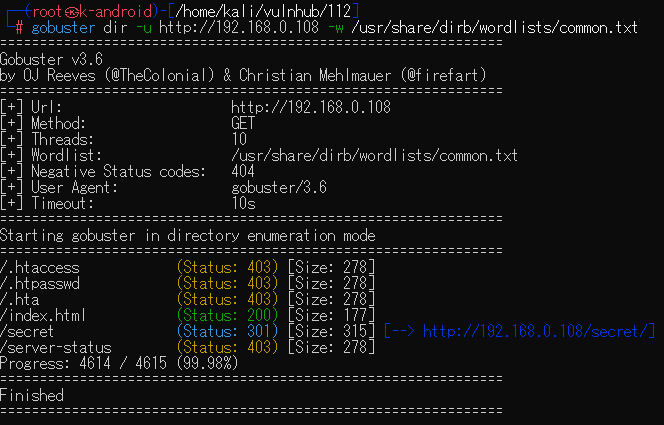 ┌──(root㉿k-android)-[/home/kali/vulnhub/112]
└─# gobuster dir -u http://192.168.0.108 -w /usr/share/dirb/wordlists/common.txt
===============================================================
Gobuster v3.6
by OJ Reeves (@TheColonial) & Christian Mehlmauer (@firefart)
===============================================================
[+] Url:                     http://192.168.0.108
[+] Method:                  GET
[+] Threads:                 10
[+] Wordlist:                /usr/share/dirb/wordlists/common.txt
[+] Negative Status codes:   404
[+] User Agent:              gobuster/3.6
[+] Timeout:                 10s
===============================================================
Starting gobuster in directory enumeration mode
===============================================================
/.htaccess            (Status: 403) [Size: 278]
/.htpasswd            (Status: 403) [Size: 278]
/.hta                 (Status: 403) [Size: 278]
/index.html           (Status: 200) [Size: 177]
/secret               (Status: 301) [Size: 315] [--> http://192.168.0.108/secret/]
/server-status        (Status: 403) [Size: 278]
Progress: 4614 / 4615 (99.98%)
===============================================================
Finished
===============================================================